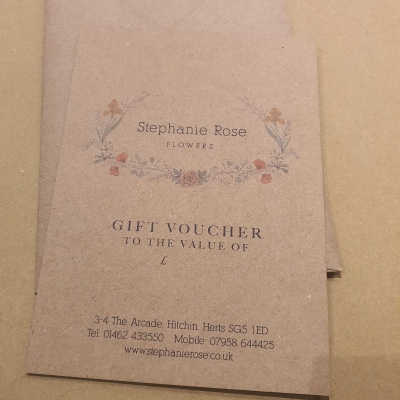 Stephanie Rose
FLOWERS
GIFT VOUCHER
TO THE VALUE OF
£
3-4 The Arcade, Hitchin, Herts SG5 1ED
Tel: 01462 433550 Mobile: 07958 644425
www.stephanierose.co.uk